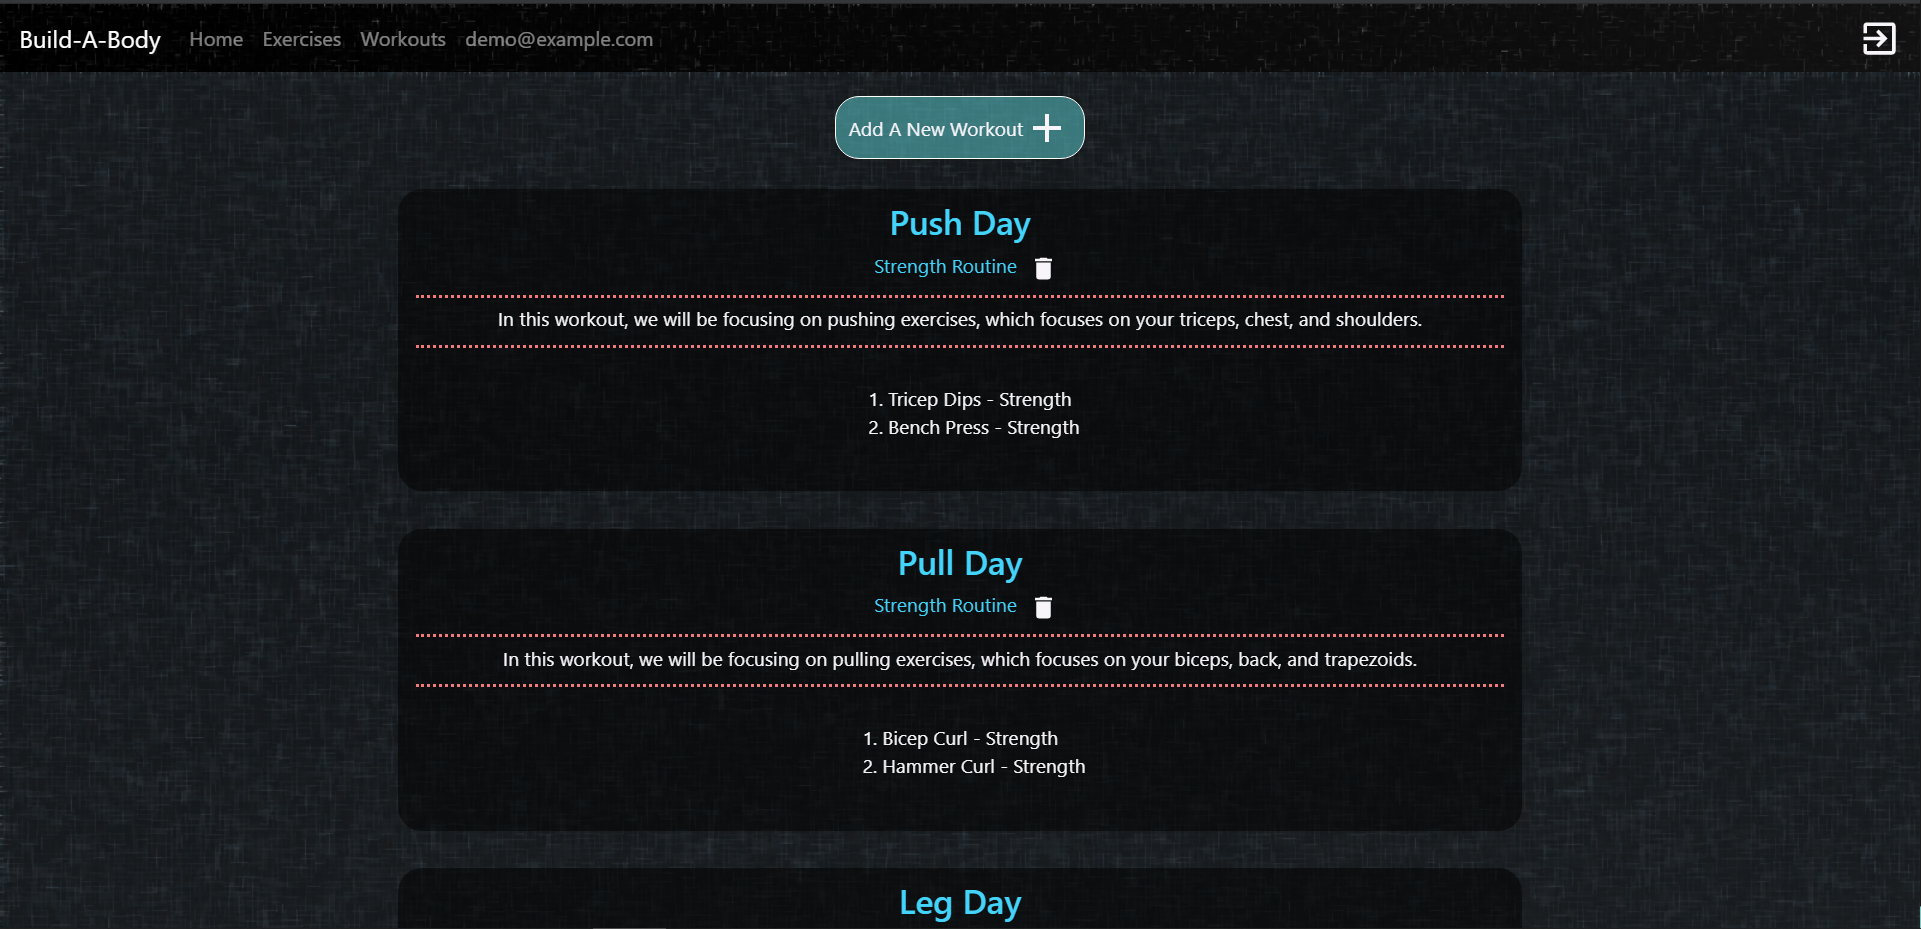 Build-A-Body Home Exercises Workouts demo@example.com
Add A New Workout
Push Day
Strength Routine
In this workout, we will be focusing on pushing exercises, which focuses on your triceps, chest, and shoulders.
1. Tricep Dips - Strength
2. Bench Press - Strength
Pull Day
Strength Routine
In this workout, we will be focusing on pulling exercises, which focuses on your biceps, back, and trapezoids.
1. Bicep Curl - Strength
2. Hammer Curl - Strength
Leg Day